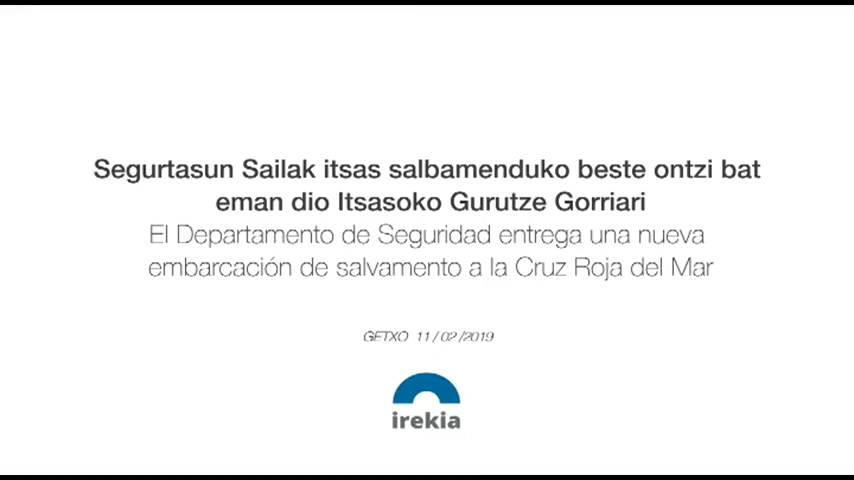 Segurtasun Sailak itsas salbamenduko beste ontzi bat
eman dio Itsasoko Gurutze Gorriari
El Departamento de Seguridad entrega una nueva
embarcación de salvamento a la Cruz Roja del Mar
GETXO 11/02/2019
irekia